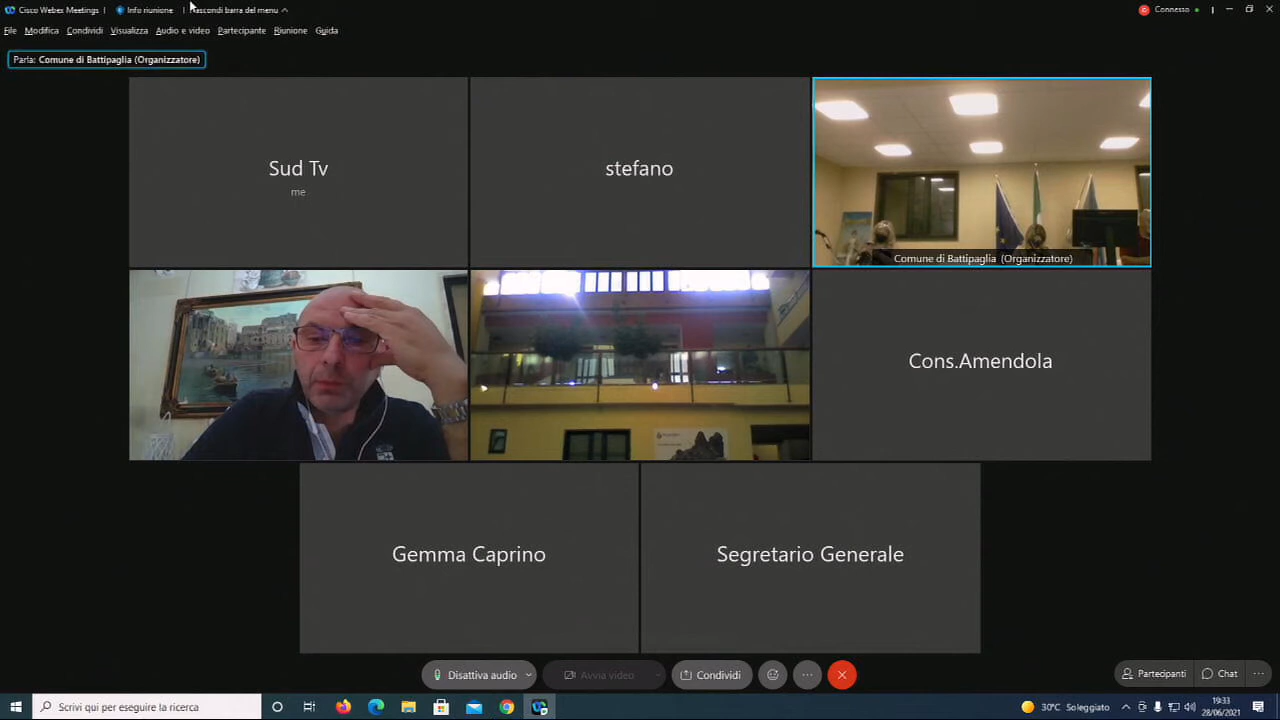 Cisco Webex Meetings
Info riunione
Nascondi barra del menu
Connesso
File Modifica Condividi Visualizza Audio e video Partecipante Riunione Guida
Parla: Comune di Battipaglia (Organizzatore)
Sud Tv
me
stefano
Comune di Battipaglia (Organizzatore)
Cons.Amendola
Gemma Caprino
Segretario Generale
Disattiva audio
Avvia video
Condividi
Partecipanti
Chat
Scrivi qui per eseguire la ricerca
30°C Soleggiato
19:33
28/06/2021